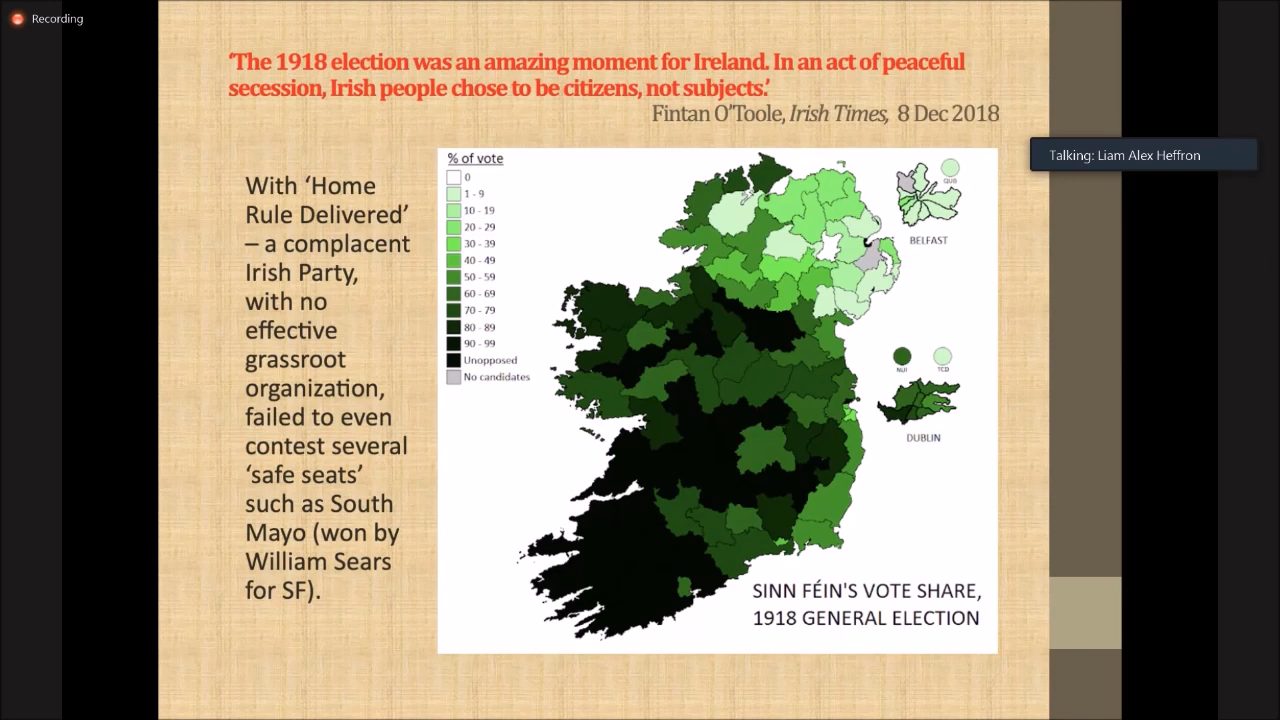 Recording
‘The 1918 election was an amazing moment for Ireland. In an act of peaceful
secession, Irish people chose to be citizens, not subjects.’
Fintan O’Toole, Irish Times, 8 Dec 2018
Talking: Liam Alex Heffron
With ‘Home
Rule Delivered’
– a complacent
Irish Party,
with no
effective
grassroot
organization,
failed to even
contest several
‘safe seats’
such as South
Mayo (won by
William Sears
for SF).
% of vote
0
1 - 9
10 - 19
20 - 29
30 - 39
40 - 49
50 - 59
60 - 69
70 - 79
80 - 89
90 - 99
Unopposed
No candidates
QUB
BELFAST
NUI
TCD
DUBLIN
SINN FÉIN'S VOTE SHARE,
1918 GENERAL ELECTION